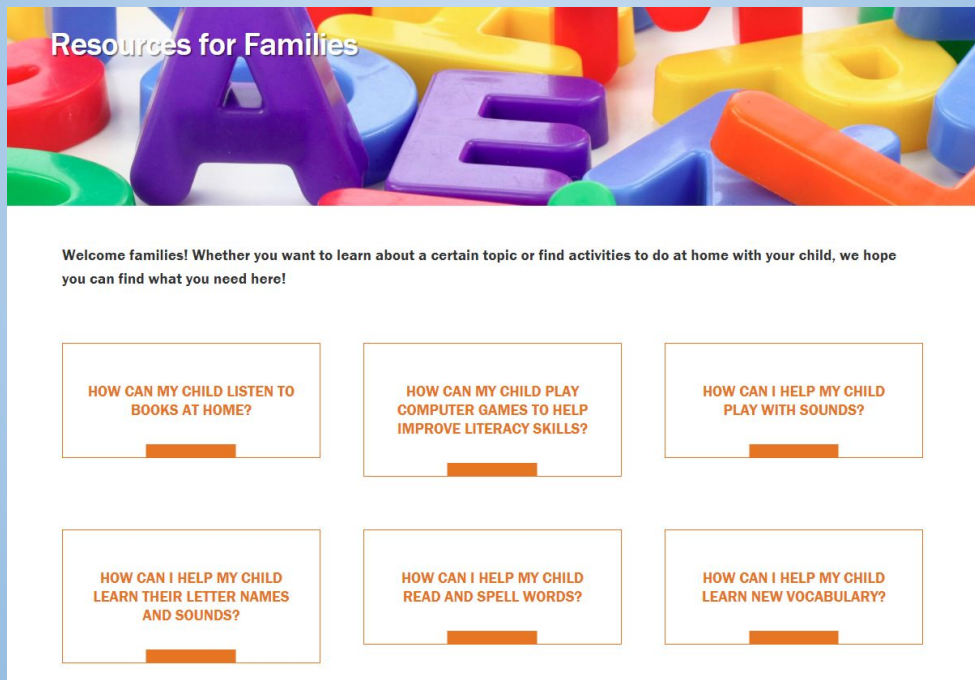 Resources for Families
Welcome families! Whether you want to learn about a certain topic or find activities to do at home with your child, we hope
you can find what you need here!
HOW CAN MY CHILD LISTEN TO
BOOKS AT HOME?
HOW CAN MY CHILD PLAY
COMPUTER GAMES TO HELP
IMPROVE LITERACY SKILLS?
HOW CAN I HELP MY CHILD
PLAY WITH SOUNDS?
HOW CAN I HELP MY CHILD
LEARN THEIR LETTER NAMES
AND SOUNDS?
HOW CAN I HELP MY CHILD
READ AND SPELL WORDS?
HOW CAN I HELP MY CHILD
LEARN NEW VOCABULARY?